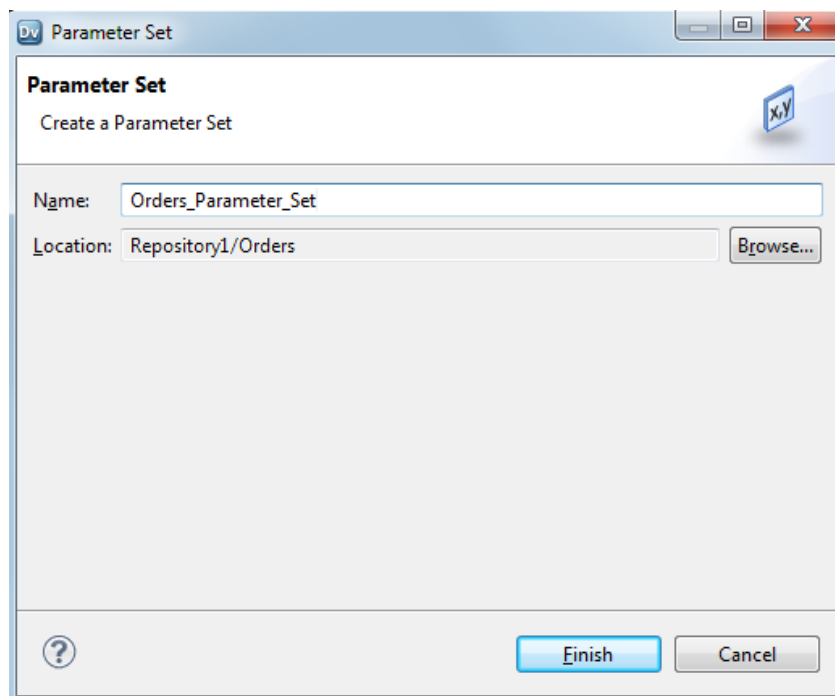 Dv Parameter Set
Parameter Set
Create a Parameter Set
x,y
Name: Orders_Parameter_Set
Location: Repository1/Orders Browse...
?
Finish Cancel